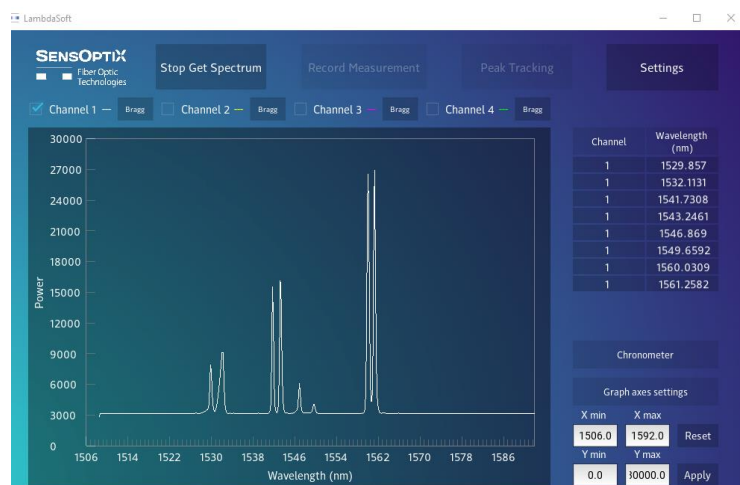 LambdaSoft
SENSOPTIX
Fiber Optic
Technologies
Stop Get Spectrum
Record Measurement
Peak Tracking
Settings
Channel 1
Bragg
Channel 2
Bragg
Channel 3
Bragg
Channel 4
Bragg
30000
27000
24000
21000
18000
15000
12000
9000
6000
3000
0
Power
1506 1514 1522 1530 1538 1546 1554 1562 1570 1578 1586
Wavelength (nm)
Channel Wavelength
(nm)
1 1529.857
1 1532.1131
1 1541.7308
1 1543.2461
1 1546.869
1 1549.6592
1 1560.0309
1 1561.2582
Chronometer
Graph axes settings
X min X max
1506.0 1592.0 Reset
Y min Y max
0.0 30000.0 Apply